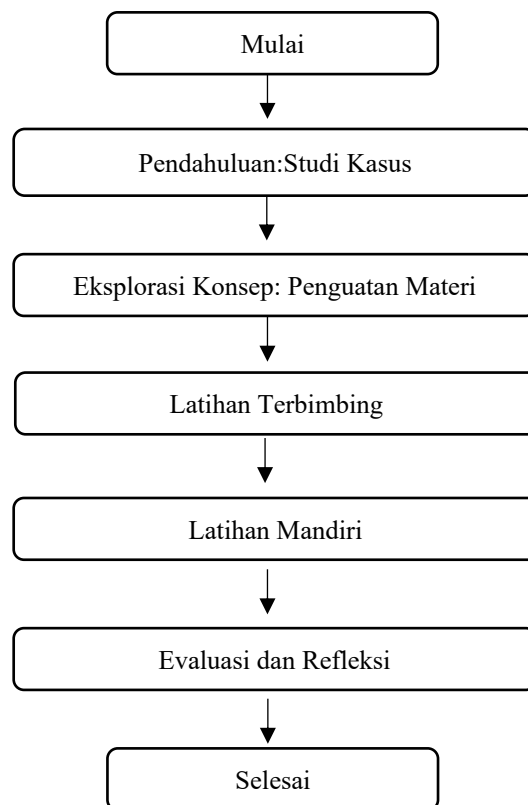 Mulai
Pendahuluan:Studi Kasus
Eksplorasi Konsep: Penguatan Materi
Latihan Terbimbing
Latihan Mandiri
Evaluasi dan Refleksi
Selesai